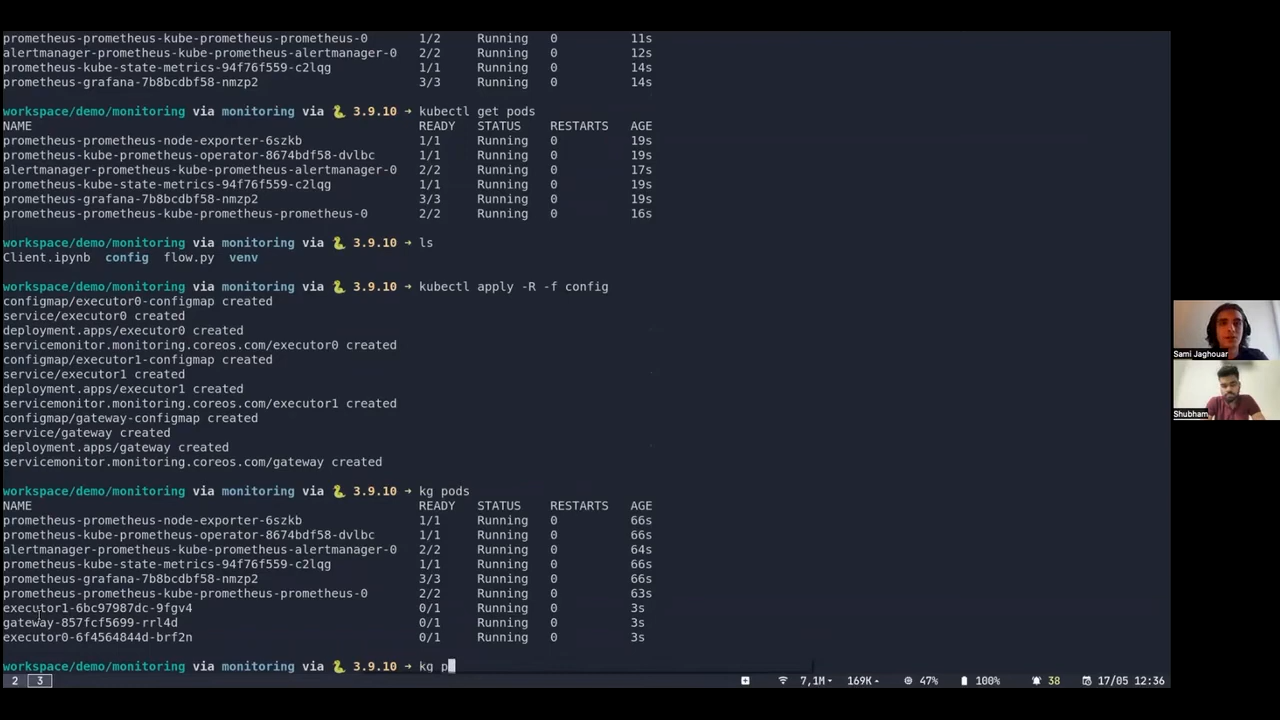 prometheus-prometheus-kube-prometheus-prometheus-0 1/2 Running 0 11s
alertmanager-prometheus-kube-prometheus-alertmanager-0 2/2 Running 0 12s
prometheus-kube-state-metrics-94f76f559-c2lqg 1/1 Running 0 14s
prometheus-grafana-7b8bcdbf58-nmzp2 3/3 Running 0 14s
workspace/demo/monitoring via monitoring via 🐍 3.9.10 → kubectl get pods
NAME READY STATUS RESTARTS AGE
prometheus-prometheus-node-exporter-6szkb 1/1 Running 0 19s
prometheus-kube-prometheus-operator-8674bdf58-dvlbc 1/1 Running 0 19s
alertmanager-prometheus-kube-prometheus-alertmanager-0 2/2 Running 0 17s
prometheus-kube-state-metrics-94f76f559-c2lqg 1/1 Running 0 19s
prometheus-grafana-7b8bcdbf58-nmzp2 3/3 Running 0 19s
prometheus-prometheus-kube-prometheus-prometheus-0 2/2 Running 0 16s
workspace/demo/monitoring via monitoring via 🐍 3.9.10 → ls
Client.ipynb config flow.py venv
workspace/demo/monitoring via monitoring via 🐍 3.9.10 → kubectl apply -R -f config
configmap/executor0-configmap created
service/executor0 created
deployment.apps/executor0 created
servicemonitor.monitoring.coreos.com/executor0 created
configmap/executor1-configmap created
service/executor1 created
deployment.apps/executor1 created
servicemonitor.monitoring.coreos.com/executor1 created
configmap/gateway-configmap created
service/gateway created
deployment.apps/gateway created
servicemonitor.monitoring.coreos.com/gateway created
workspace/demo/monitoring via monitoring via 🐍 3.9.10 → kg pods
NAME READY STATUS RESTARTS AGE
prometheus-prometheus-node-exporter-6szkb 1/1 Running 0 66s
prometheus-kube-prometheus-operator-8674bdf58-dvlbc 1/1 Running 0 66s
alertmanager-prometheus-kube-prometheus-alertmanager-0 2/2 Running 0 64s
prometheus-kube-state-metrics-94f76f559-c2lqg 1/1 Running 0 66s
prometheus-grafana-7b8bcdbf58-nmzp2 3/3 Running 0 66s
prometheus-prometheus-kube-prometheus-prometheus-0 2/2 Running 0 63s
executor1-6bc97987dc-9fgv4 0/1 Running 0 3s
gateway-857fcf5699-rrl4d 0/1 Running 0 3s
executor0-6f4564844d-brf2n 0/1 Running 0 3s
workspace/demo/monitoring via monitoring via 🐍 3.9.10 → kg p
2 3 7,1M 169K 47% 100% 38 17/05 12:36
Sami Jaghouar
Shubham